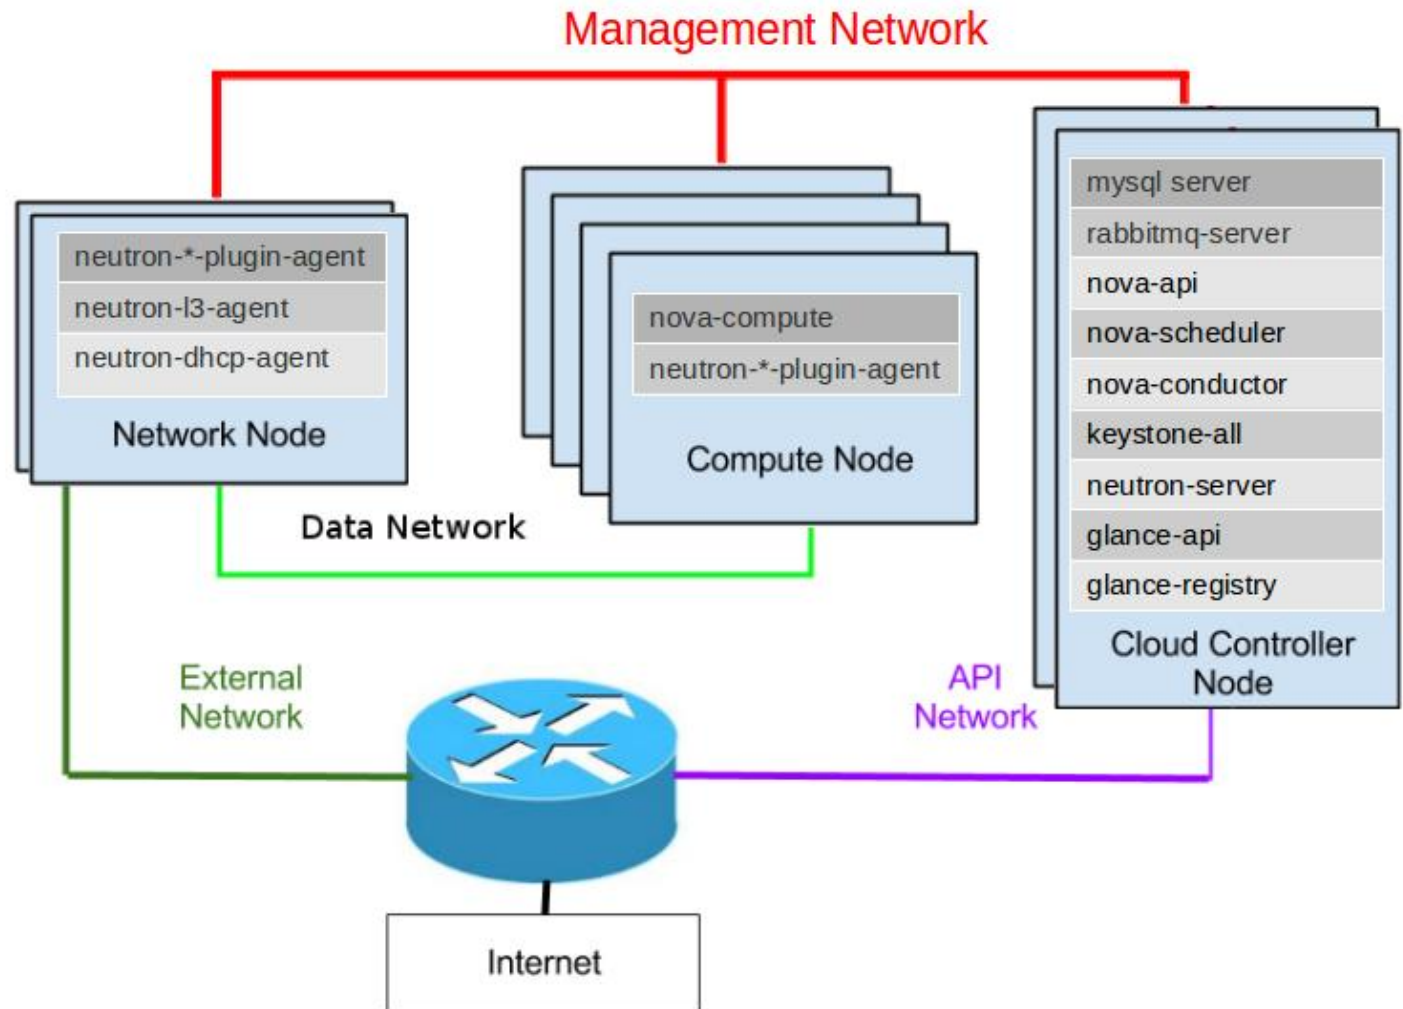 Management Network
neutron-*-plugin-agent
neutron-l3-agent
neutron-dhcp-agent
Network Node
nova-compute
neutron-*-plugin-agent
Compute Node
mysql server
rabbitmq-server
nova-api
nova-scheduler
nova-conductor
keystone-all
neutron-server
glance-api
glance-registry
Cloud Controller
Node
Data Network
External
Network
API
Network
Internet